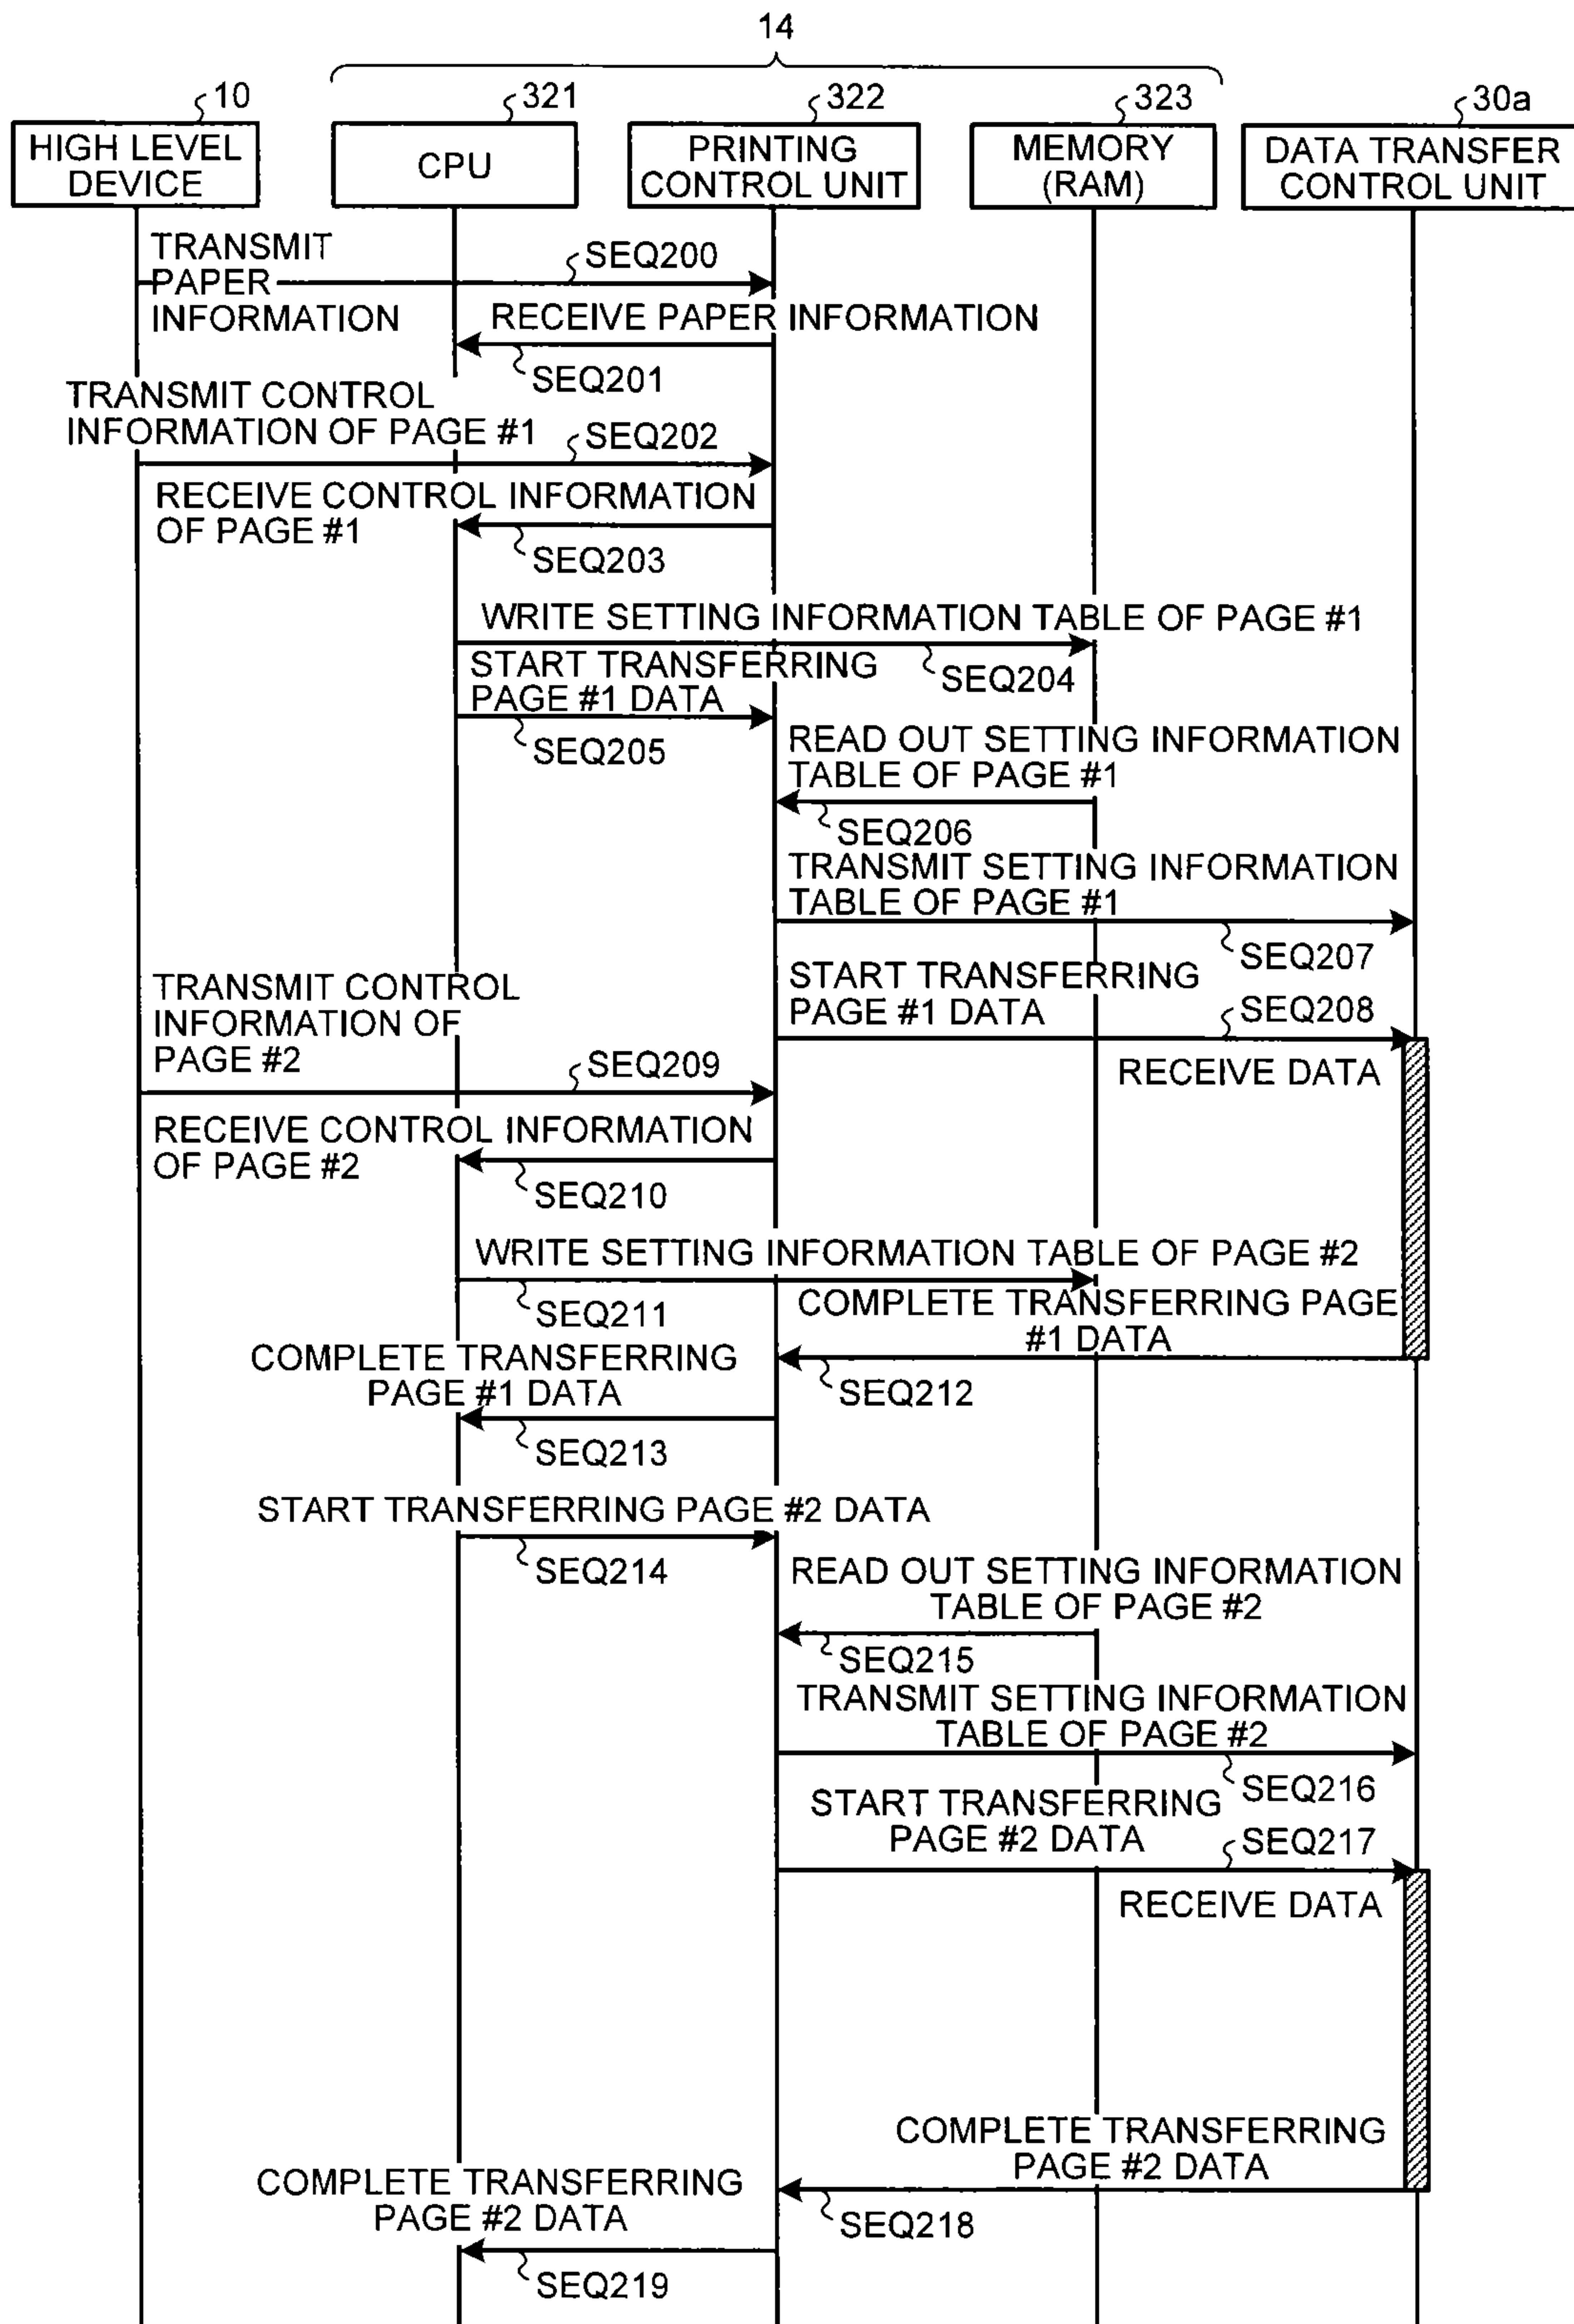 14
10
321
322
323
30a
HIGH LEVEL
DEVICE
CPU
PRINTING
CONTROL UNIT
MEMORY
(RAM)
DATA TRANSFER
CONTROL UNIT
TRANSMIT
PAPER
INFORMATION
SEQ200
RECEIVE PAPER INFORMATION
SEQ201
TRANSMIT CONTROL
INFORMATION OF PAGE #1
SEQ202
RECEIVE CONTROL INFORMATION
OF PAGE #1
SEQ203
WRITE SETTING INFORMATION TABLE OF PAGE #1
SEQ204
START TRANSFERRING
PAGE #1 DATA
SEQ205
READ OUT SETTING INFORMATION
TABLE OF PAGE #1
SEQ206
TRANSMIT SETTING INFORMATION
TABLE OF PAGE #1
SEQ207
START TRANSFERRING
PAGE #1 DATA
SEQ208
RECEIVE DATA
TRANSMIT CONTROL
INFORMATION OF
PAGE #2
SEQ209
RECEIVE CONTROL INFORMATION
OF PAGE #2
SEQ210
WRITE SETTING INFORMATION TABLE OF PAGE #2
SEQ211
COMPLETE TRANSFERRING PAGE
#1 DATA
SEQ212
COMPLETE TRANSFERRING
PAGE #1 DATA
SEQ213
START TRANSFERRING PAGE #2 DATA
SEQ214
READ OUT SETTING INFORMATION
TABLE OF PAGE #2
SEQ215
TRANSMIT SETTING INFORMATION
TABLE OF PAGE #2
SEQ216
START TRANSFERRING
PAGE #2 DATA
SEQ217
RECEIVE DATA
COMPLETE TRANSFERRING
PAGE #2 DATA
SEQ218
COMPLETE TRANSFERRING
PAGE #2 DATA
SEQ219